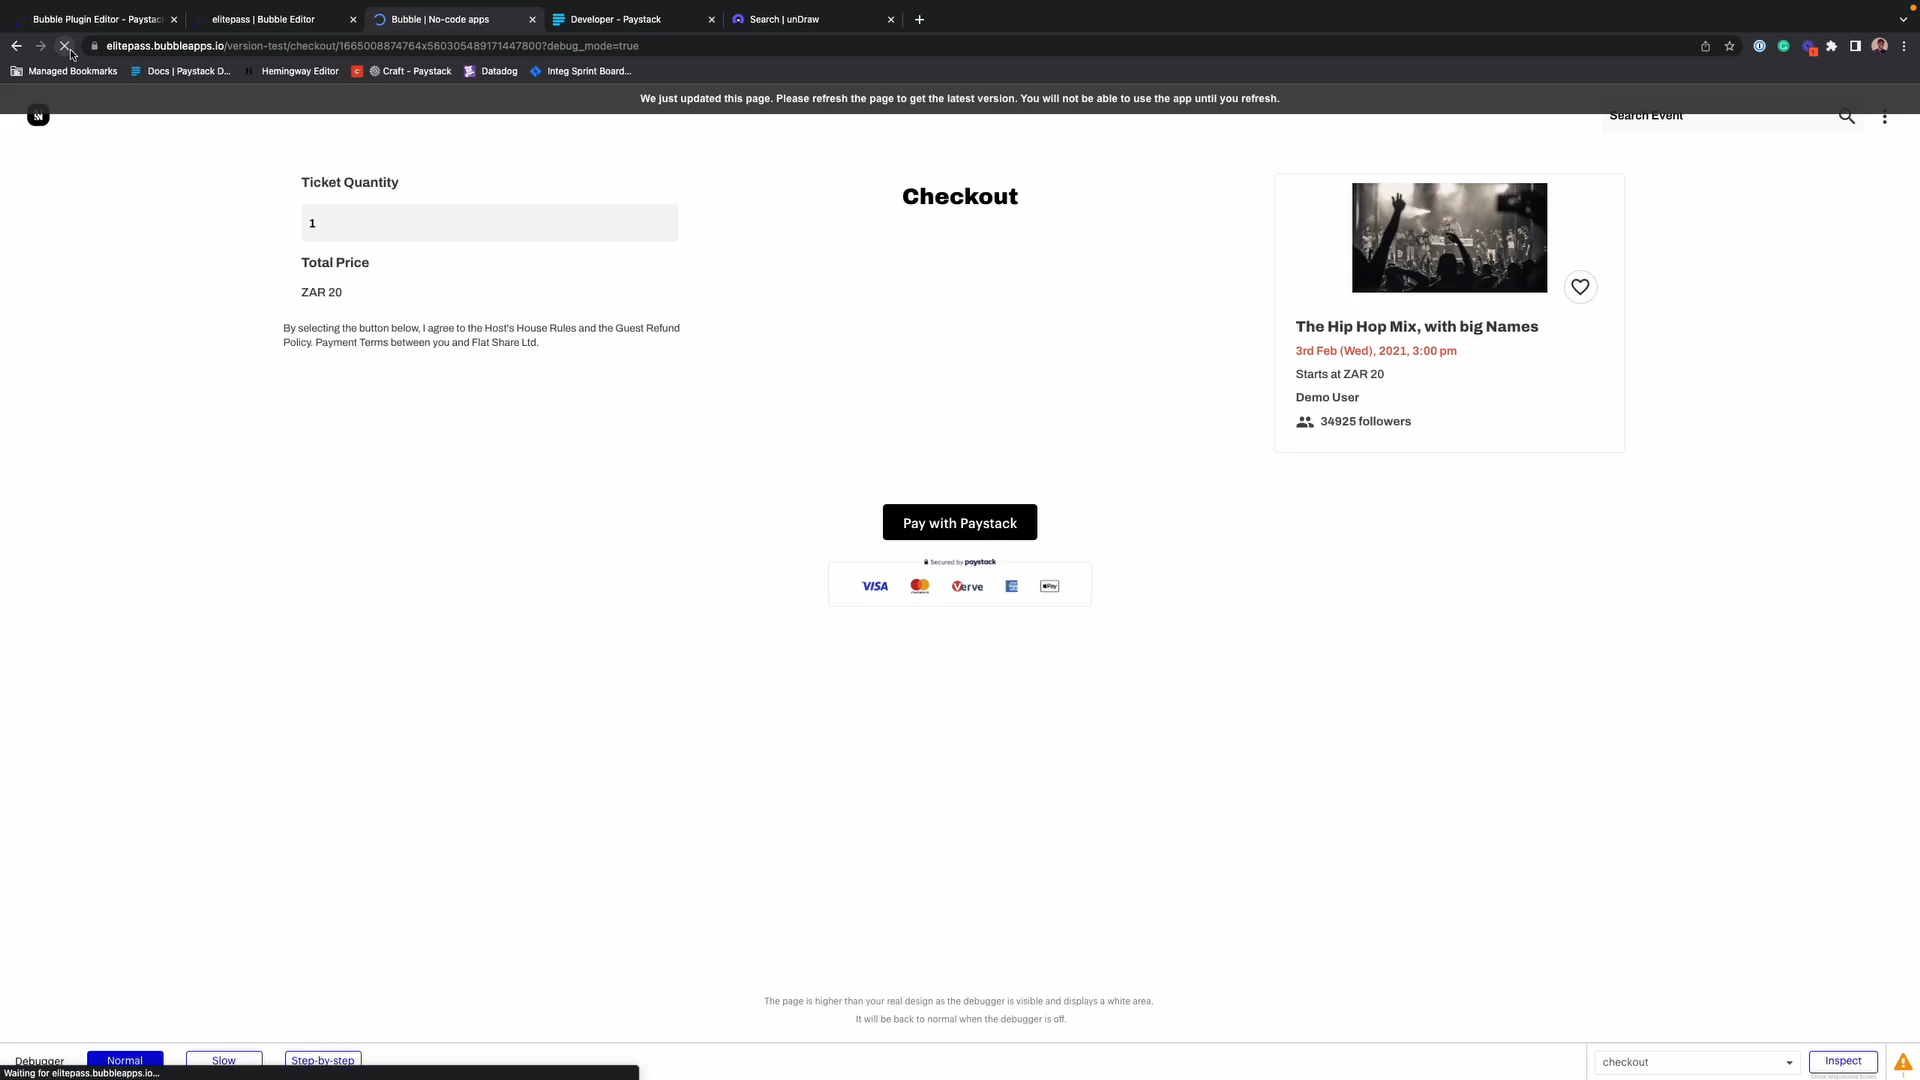 Bubble Plugin Editor - Paystac
elitepass | Bubble Editor
Bubble | No-code apps
Developer - Paystack
Search | unDraw
elitepass.bubbleapps.io/version-test/checkout/1665008874764x560305489171447800?debug_mode=true
Managed Bookmarks
Docs | Paystack D...
Hemingway Editor
Craft - Paystack
Datadog
Integ Sprint Board...
We just updated this page. Please refresh the page to get the latest version. You will not be able to use the app until you refresh.
Search Event
Ticket Quantity
1
Total Price
ZAR 20
By selecting the button below, I agree to the Host's House Rules and the Guest Refund
Policy. Payment Terms between you and Flat Share Ltd.
Checkout
The Hip Hop Mix, with big Names
3rd Feb (Wed), 2021, 3:00 pm
Starts at ZAR 20
Demo User
34925 followers
Pay with Paystack
Secured by paystack
VISA
Verve
Pay
The page is higher than your real design as the debugger is visible and displays a white area.
It will be back to normal when the debugger is off.
Debugger
Normal
Slow
Step-by-step
checkout
Inspect
Waiting for elitepass.bubbleapps.io...